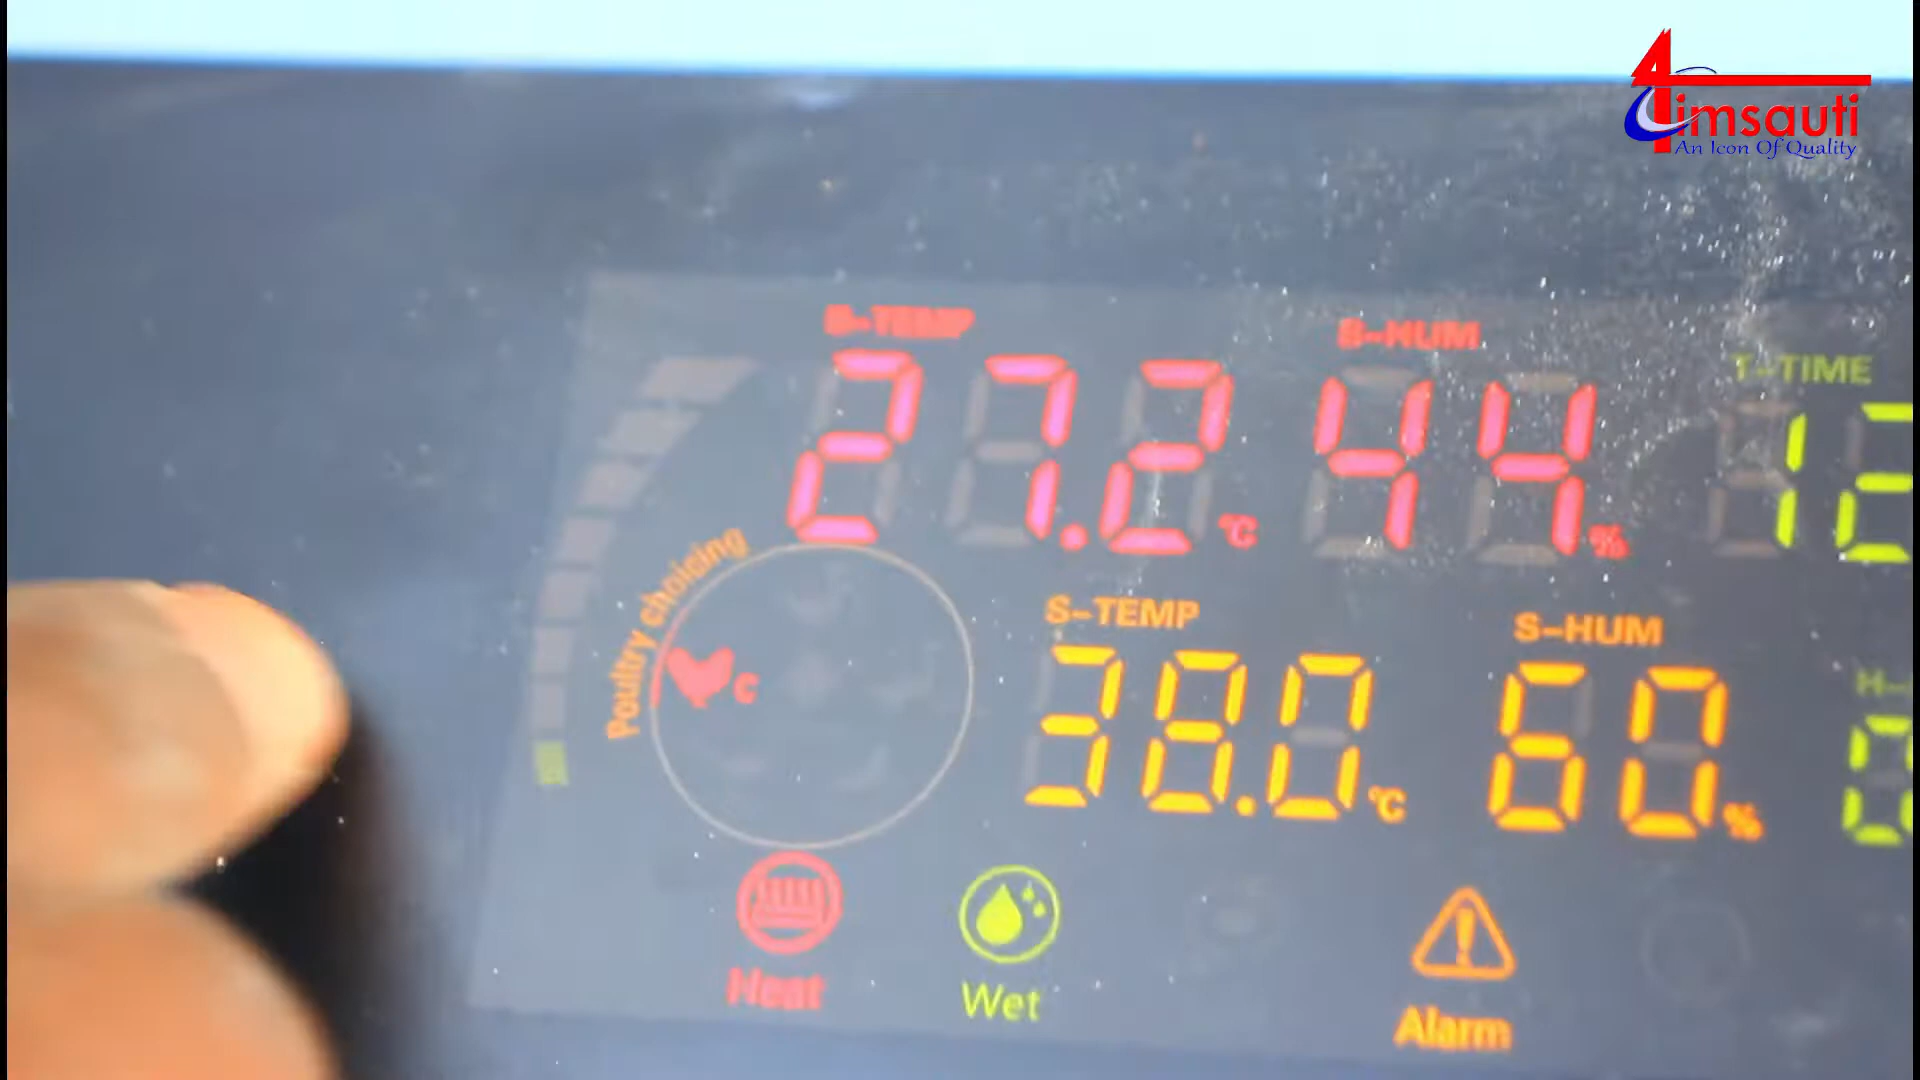 Timsauti
An Icon Of Quality
B-TEMP
B-HUM
T-TIME
27.2 °C
44 %
12
Poultry choicing
C
S-TEMP
S-HUM
38.0 °C
60 %
Heat
Wet
Alarm